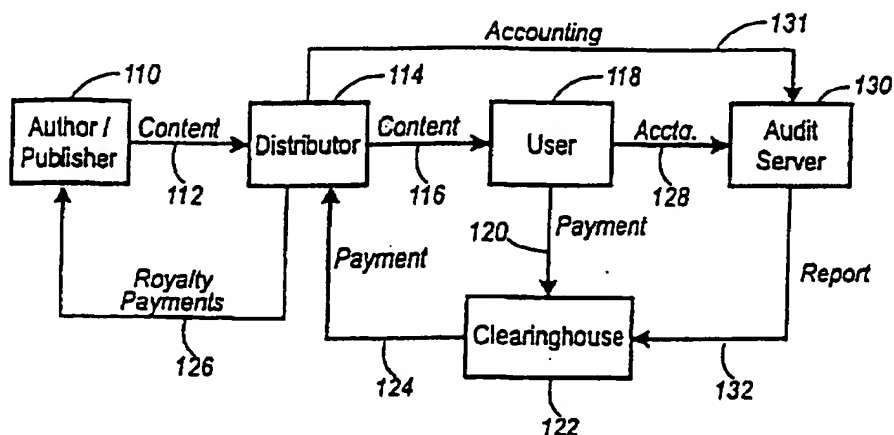 Accounting
131
110
114
118
130
Author /
Publisher
Content
112
Distributor
Content
116
User
Accta.
128
Audit
Server
120
Payment
Payment
Report
Royalty
Payments
126
124
Clearinghouse
122
132